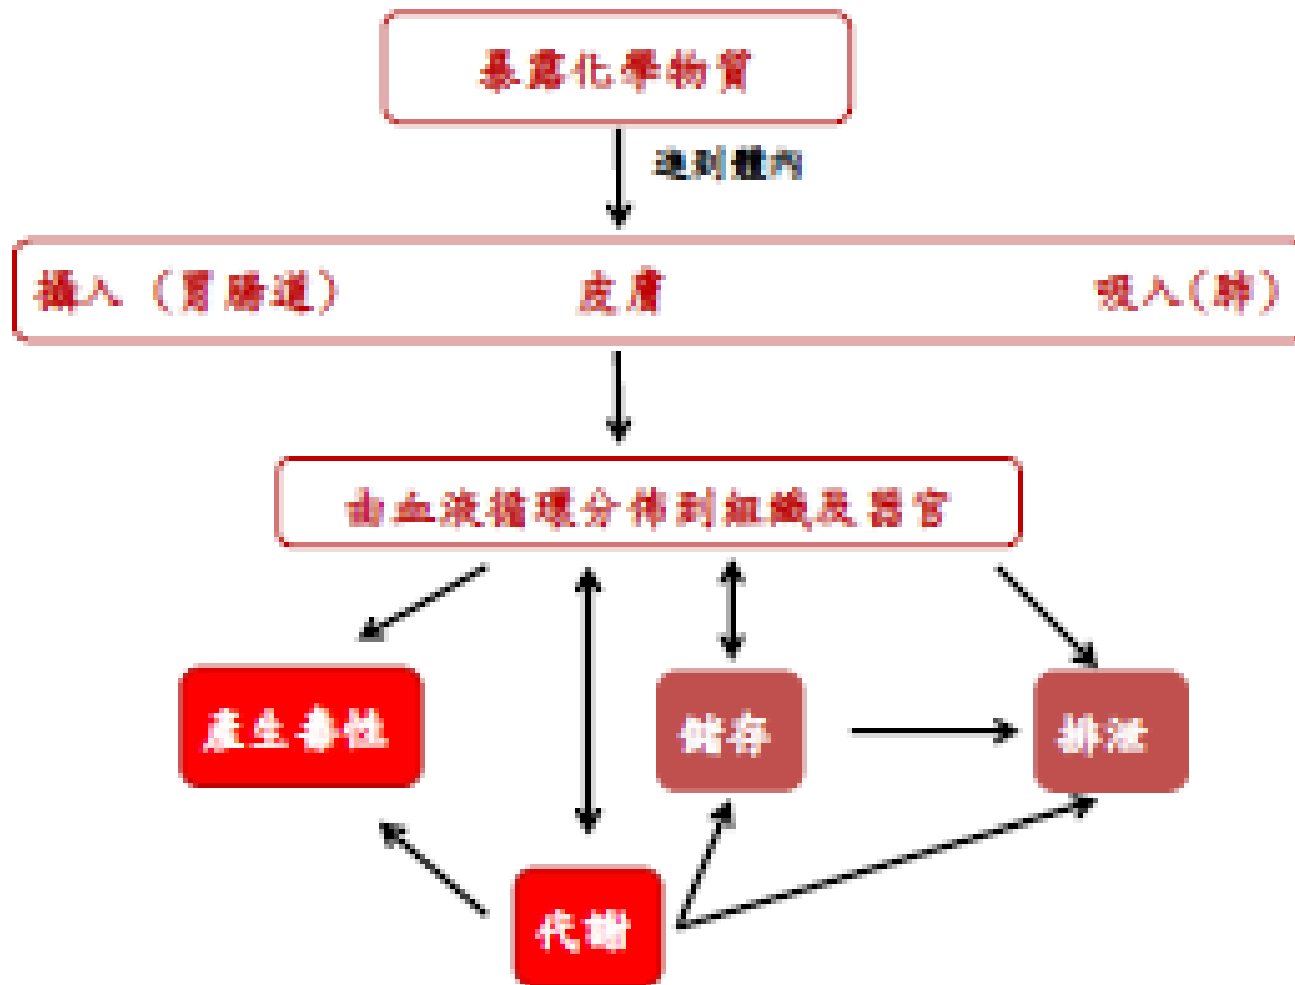 暴露化學物質
進到體內
攝入（胃腸道） 皮膚 吸入(肺)
由血液循環分佈到組織及器官
產生毒性 儲存 排泄
代謝